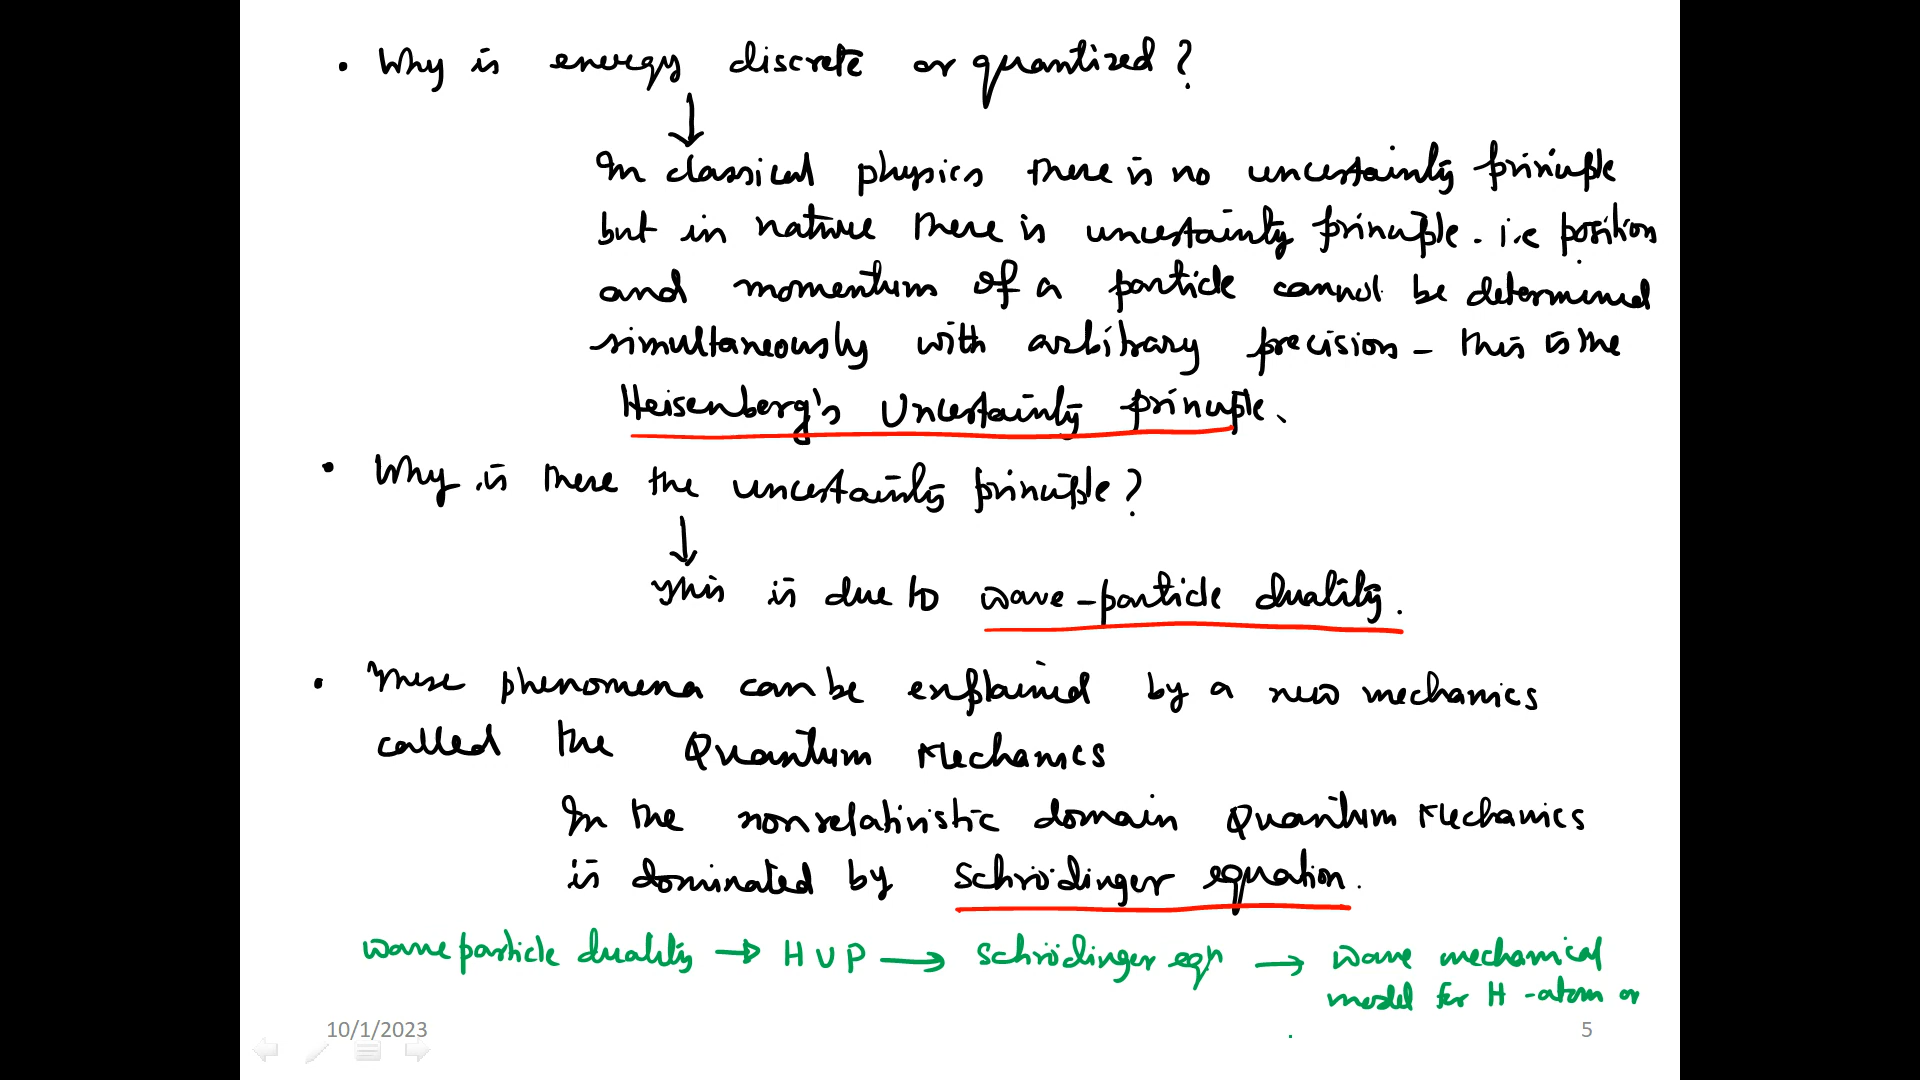 • Why is energy discrete or quantized?
In classical physics there is no uncertainty principle
but in nature there is uncertainty principle. i.e position
and momentum of a particle cannot be determined
simultaneously with arbitrary precision - this is the
Heisenberg's Uncertainty principle.
• Why is there the uncertainty principle?
↓
This is due to wave-particle duality.
• These phenomena can be explained by a new mechanics
called the Quantum Mechanics
In the nonrelativistic domain Quantum Mechanics
is dominated by Schrödinger equation.
wave particle duality → HUP → Schrödinger eqn → wave mechanical
model for H-atom or
10/1/2023
5